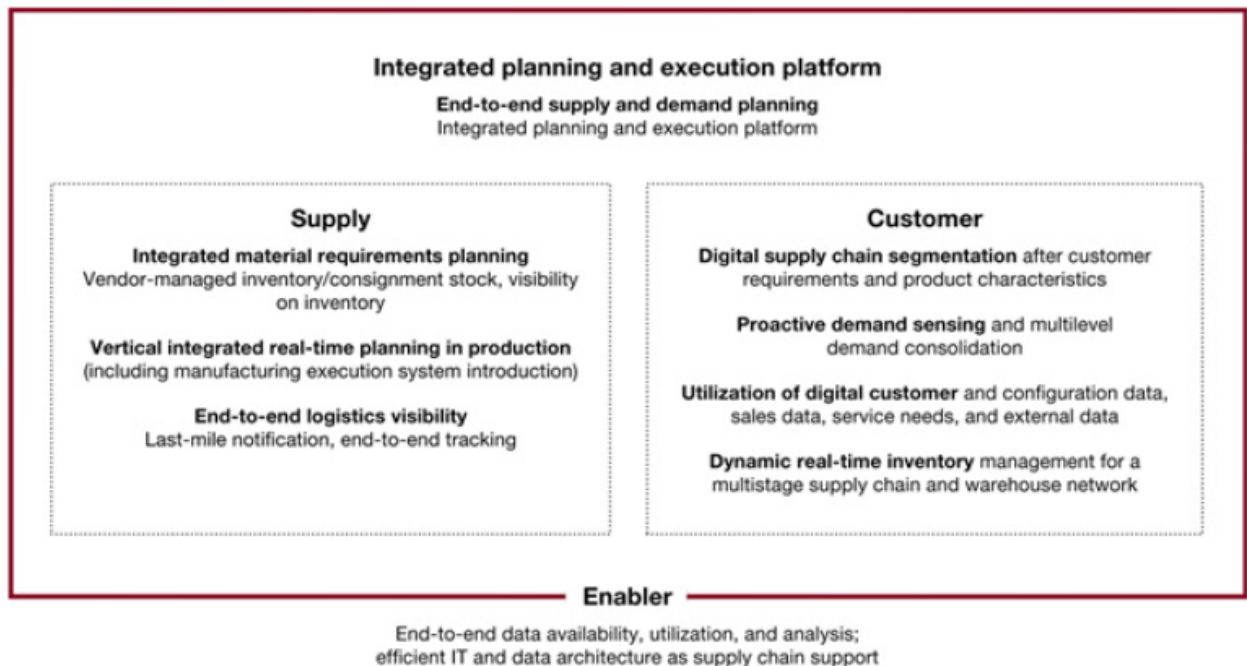 Integrated planning and execution platform
End-to-end supply and demand planning
Integrated planning and execution platform
Supply
Integrated material requirements planning
Vendor-managed inventory/consignment stock, visibility
on inventory
Vertical integrated real-time planning in production
(including manufacturing execution system introduction)
End-to-end logistics visibility
Last-mile notification, end-to-end tracking
Customer
Digital supply chain segmentation after customer
requirements and product characteristics
Proactive demand sensing and multilevel
demand consolidation
Utilization of digital customer and configuration data,
sales data, service needs, and external data
Dynamic real-time inventory management for a
multistage supply chain and warehouse network
Enabler
End-to-end data availability, utilization, and analysis;
efficient IT and data architecture as supply chain support